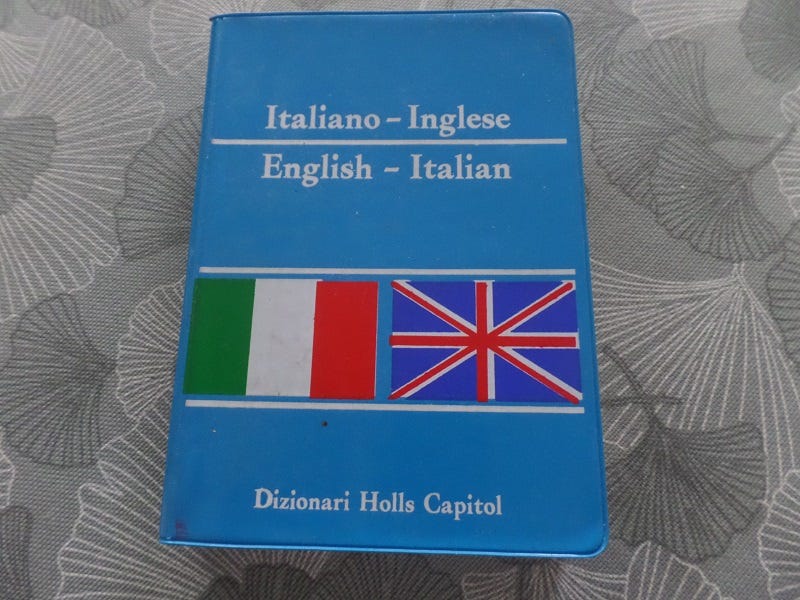 Italiano – Inglese
English – Italian
Dizionari Holls Capitol